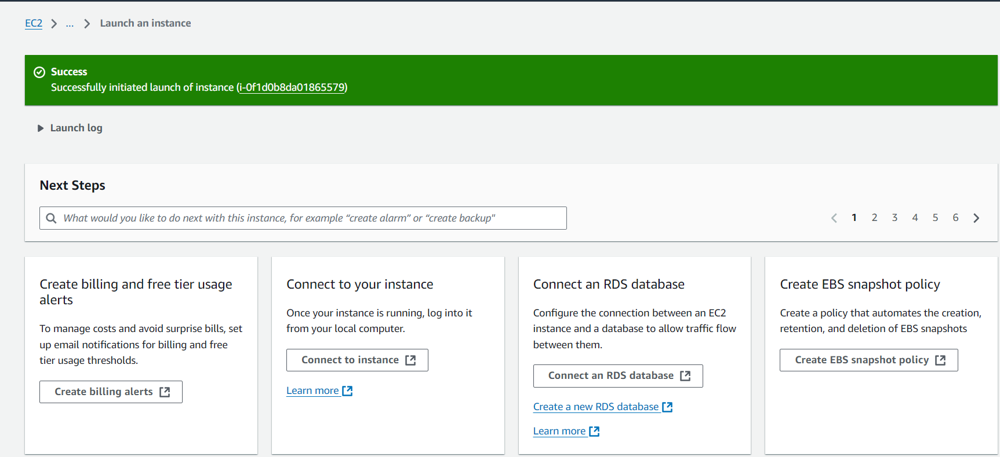 EC2 > ... > Launch an instance
Success
Successfully initiated launch of instance (i-0f1d0b8da01865579)
Launch log
Next Steps
What would you like to do next with this instance, for example “create alarm” or “create backup"
1 2 3 4 5 6
Create billing and free tier usage
alerts
To manage costs and avoid surprise bills, set
up email notifications for billing and free
tier usage thresholds.
Create billing alerts
Connect to your instance
Once your instance is running, log into it
from your local computer.
Connect to instance
Learn more
Connect an RDS database
Configure the connection between an EC2
instance and a database to allow traffic flow
between them.
Connect an RDS database
Create a new RDS database
Learn more
Create EBS snapshot policy
Create a policy that automates the creation,
retention, and deletion of EBS snapshots
Create EBS snapshot policy